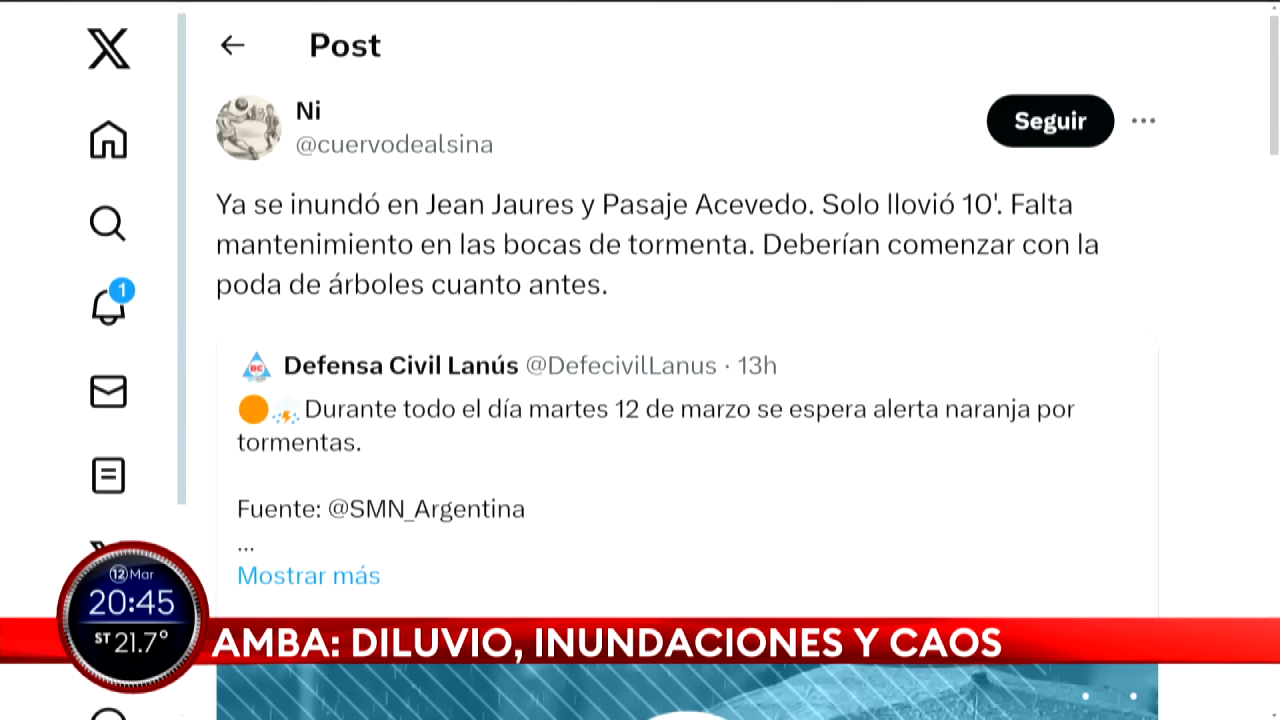 Post
Ni
@cuervodealsina
Seguir
Ya se inundó en Jean Jaures y Pasaje Acevedo. Solo llovió 10'. Falta
mantenimiento en las bocas de tormenta. Deberían comenzar con la
poda de árboles cuanto antes.
1
DC
Defensa Civil Lanús @DefecivilLanus · 13h
Durante todo el día martes 12 de marzo se espera alerta naranja por
tormentas.
Fuente: @SMN_Argentina
...
Mostrar más
12 Mar
20:45
ST 21.7°
AMBA: DILUVIO, INUNDACIONES Y CAOS